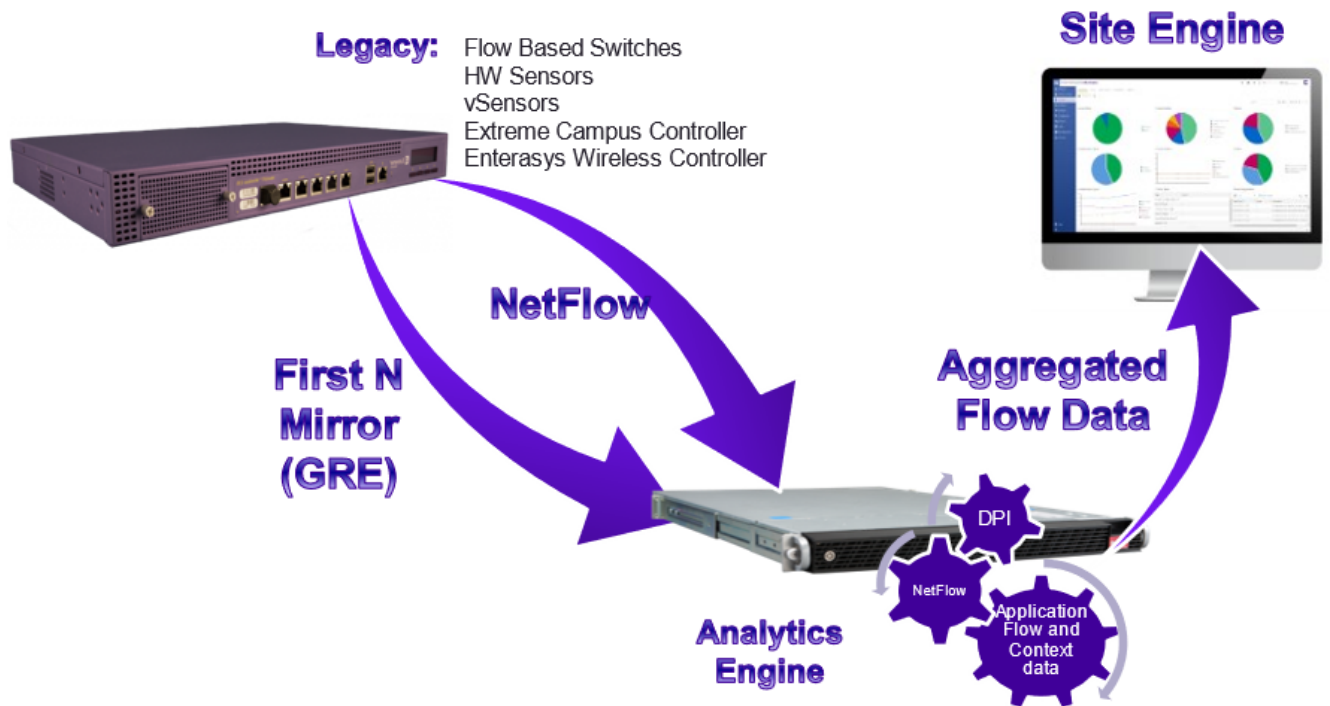 Legacy:
Flow Based Switches
HW Sensors
vSensors
Extreme Campus Controller
Enterasys Wireless Controller
Site Engine
NetFlow
First N
Mirror
(GRE)
Aggregated
Flow Data
DPI
NetFlow
Application
Flow and
Context
data
Analytics
Engine